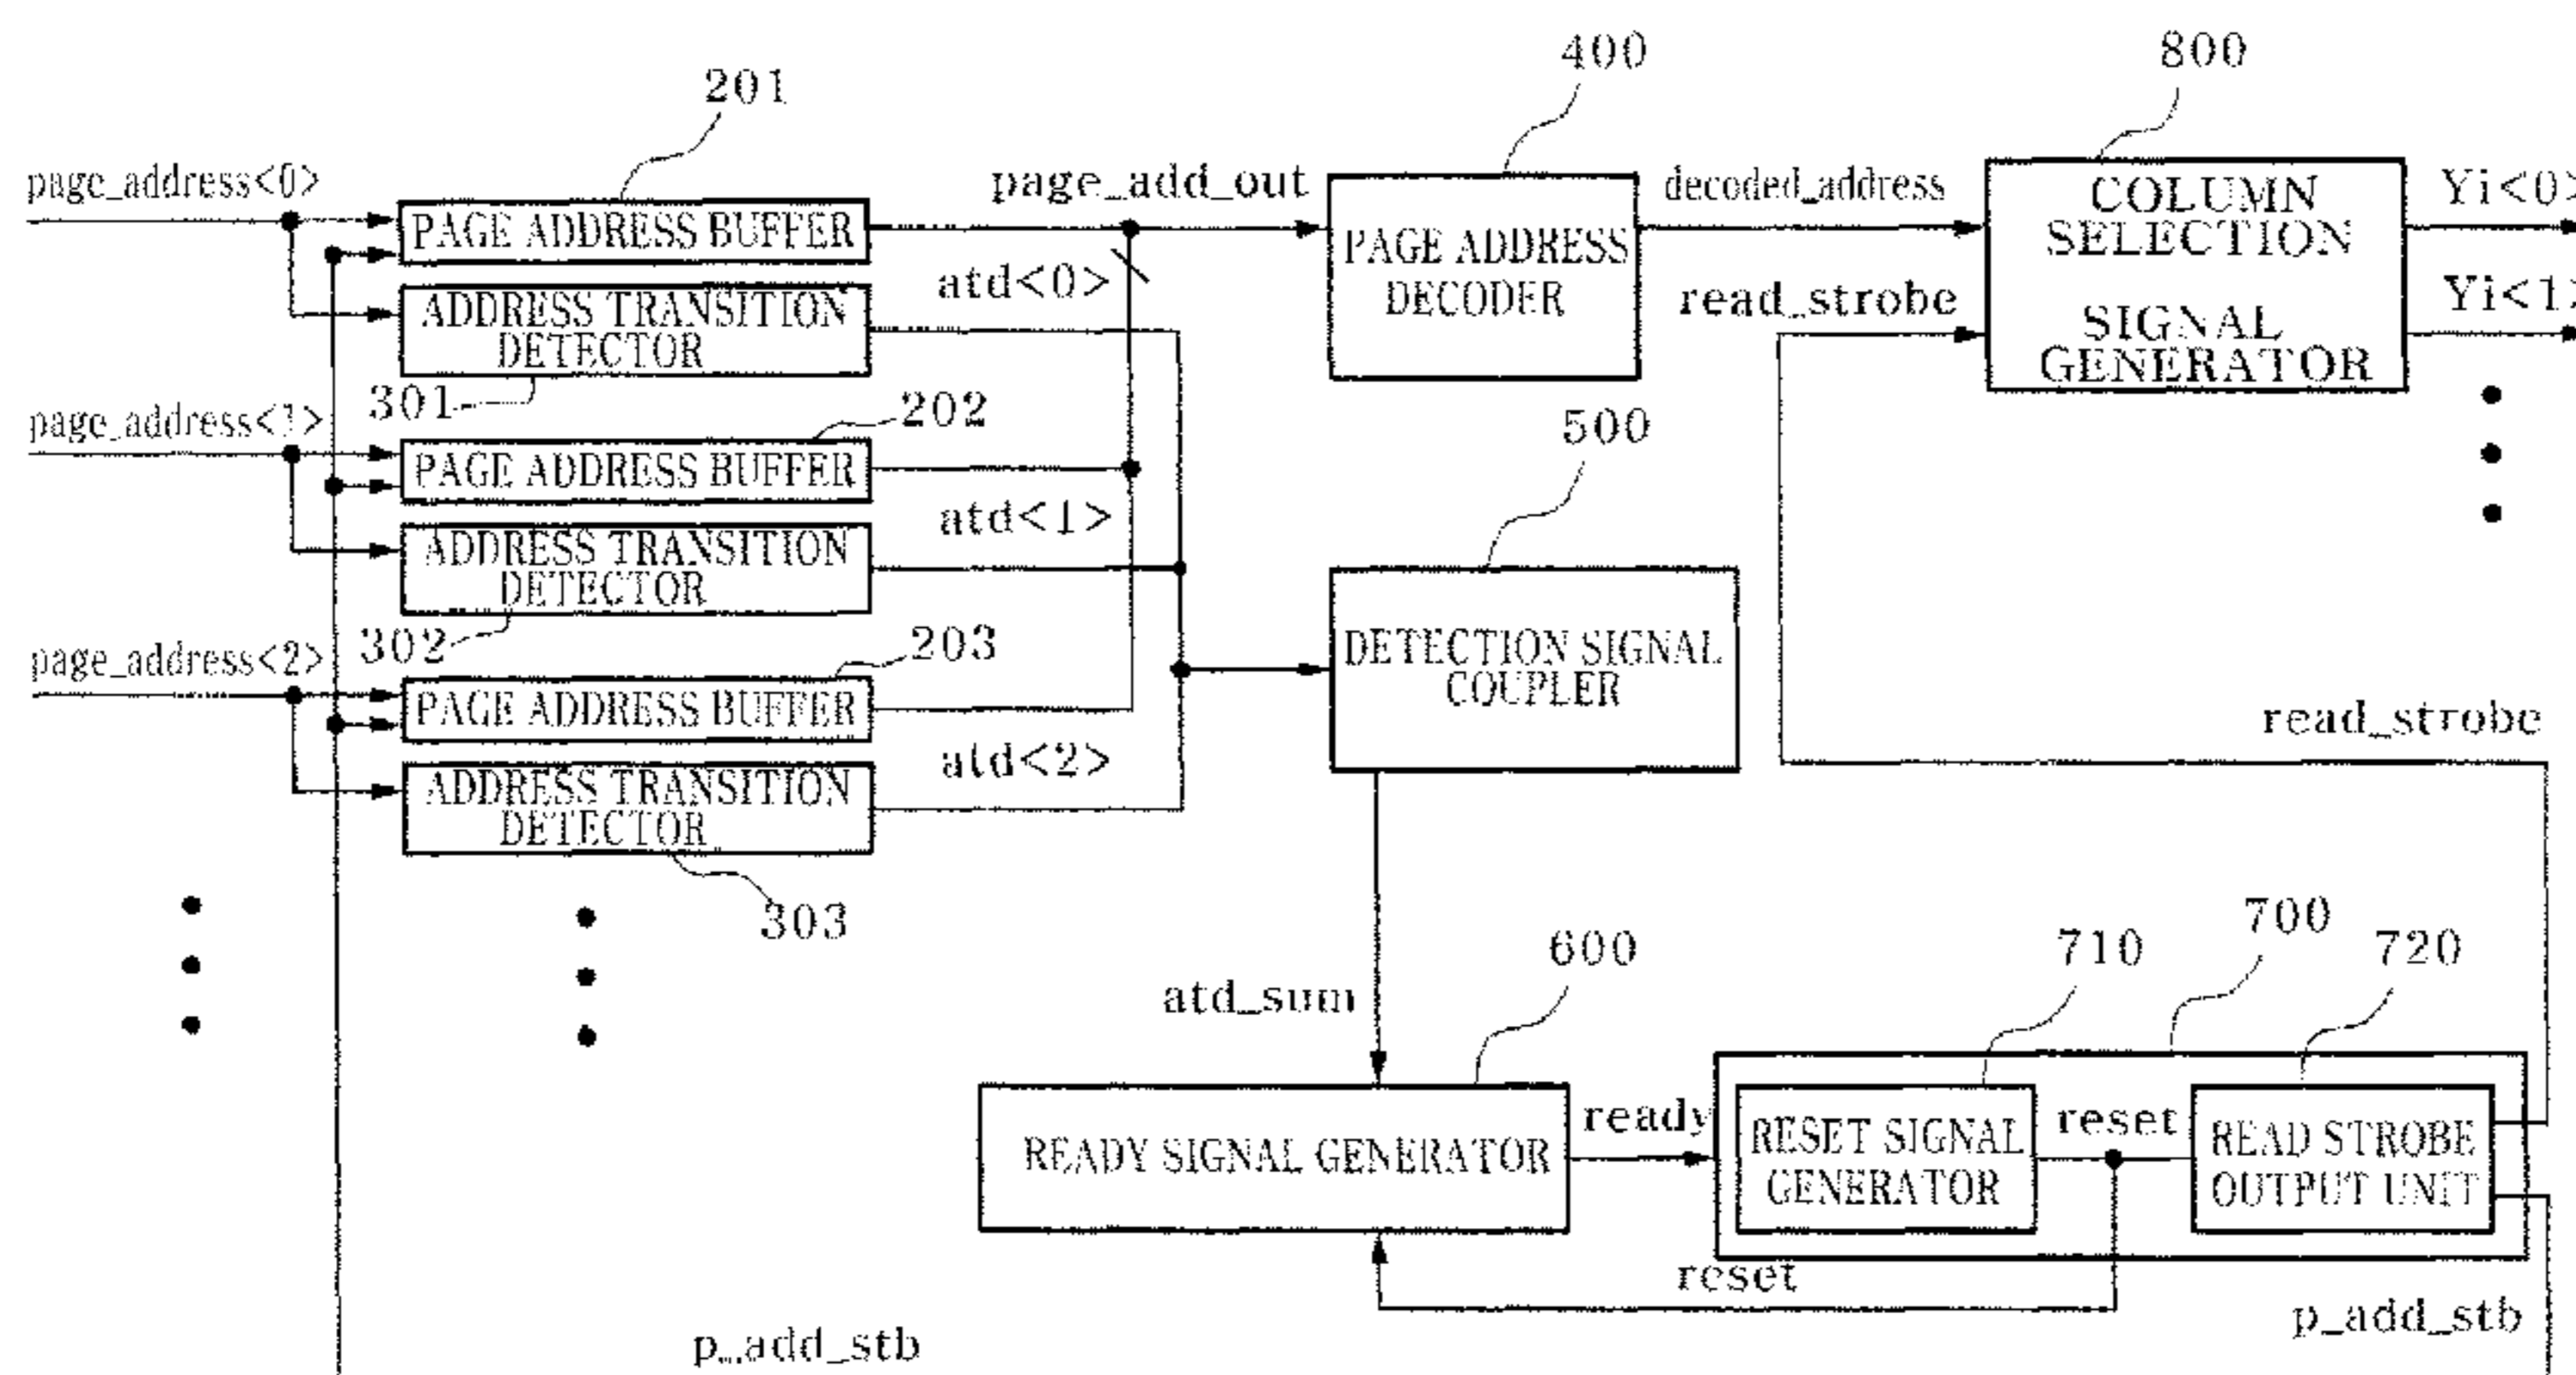 400
800
201
page_address<0>
page_add_out
decoded_address
COLUMN
SELECTION
SIGNAL
GENERATOR
Yi<0>
PAGE ADDRESS BUFFER
PAGE ADDRESS
DECODER
atd<0>
read_strobe
Yi<1>
ADDRESS TRANSITION
DETECTOR
301
202
page_address<1>
500
PAGE ADDRESS BUFFER
atd<1>
ADDRESS TRANSITION
DETECTOR
302
203
page_address<2>
DETECTION SIGNAL
COUPLER
PAGE ADDRESS BUFFER
read_strobe
atd<2>
ADDRESS TRANSITION
DETECTOR
303
700
600
710
720
atd_sum
ready
reset
READY SIGNAL GENERATOR
RESET SIGNAL
GENERATOR
READ STROBE
OUTPUT UNIT
reset
p_add_stb
p_add_stb